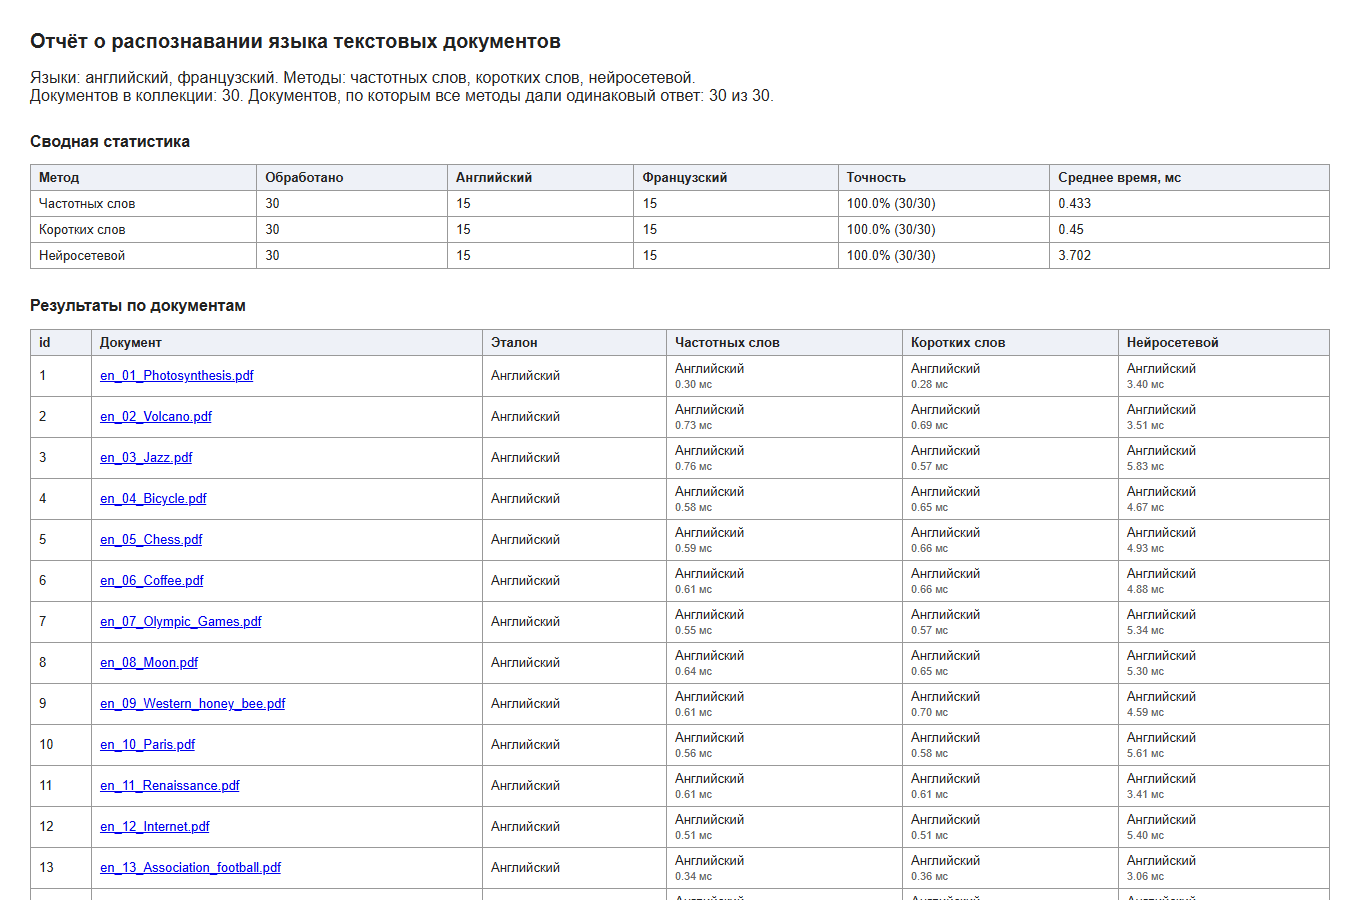 Отчёт о распознавании языка текстовых документов
Языки: английский, французский. Методы: частотных слов, коротких слов, нейросетевой.
Документов в коллекции: 30. Документов, по которым все методы дали одинаковый ответ: 30 из 30.
Сводная статистика
Метод Обработано Английский Французский Точность Среднее время, мс
Частотных слов 30 15 15 100.0% (30/30) 0.433
Коротких слов 30 15 15 100.0% (30/30) 0.45
Нейросетевой 30 15 15 100.0% (30/30) 3.702
Результаты по документам
id Документ Эталон Частотных слов Коротких слов Нейросетевой
1 en_01_Photosynthesis.pdf Английский Английский Английский Английский
0.30 мс 0.28 мс 3.40 мс
2 en_02_Volcano.pdf Английский Английский Английский Английский
0.73 мс 0.69 мс 3.51 мс
3 en_03_Jazz.pdf Английский Английский Английский Английский
0.76 мс 0.57 мс 5.83 мс
4 en_04_Bicycle.pdf Английский Английский Английский Английский
0.58 мс 0.65 мс 4.67 мс
5 en_05_Chess.pdf Английский Английский Английский Английский
0.59 мс 0.66 мс 4.93 мс
6 en_06_Coffee.pdf Английский Английский Английский Английский
0.61 мс 0.66 мс 4.88 мс
7 en_07_Olympic_Games.pdf Английский Английский Английский Английский
0.55 мс 0.57 мс 5.34 мс
8 en_08_Moon.pdf Английский Английский Английский Английский
0.64 мс 0.65 мс 5.30 мс
9 en_09_Western_honey_bee.pdf Английский Английский Английский Английский
0.61 мс 0.70 мс 4.59 мс
10 en_10_Paris.pdf Английский Английский Английский Английский
0.56 мс 0.58 мс 5.61 мс
11 en_11_Renaissance.pdf Английский Английский Английский Английский
0.61 мс 0.61 мс 3.41 мс
12 en_12_Internet.pdf Английский Английский Английский Английский
0.51 мс 0.51 мс 5.40 мс
13 en_13_Association_football.pdf Английский Английский Английский Английский
0.34 мс 0.36 мс 3.06 мс